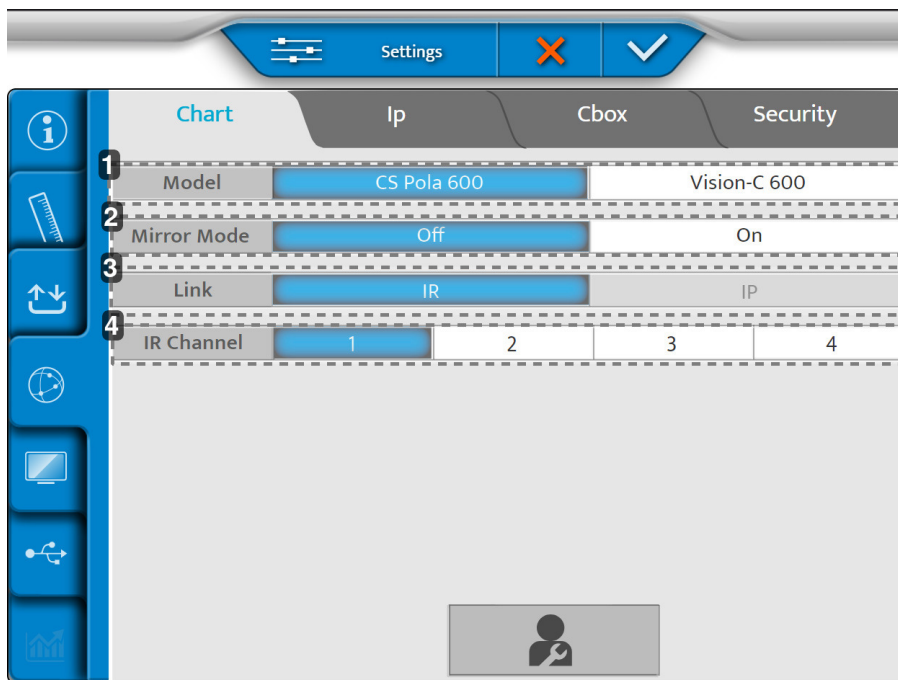 Settings
Chart Ip Cbox Security
1
Model CS Pola 600 Vision-C 600
2
Mirror Mode Off On
3
Link IR IP
4
IR Channel 1 2 3 4